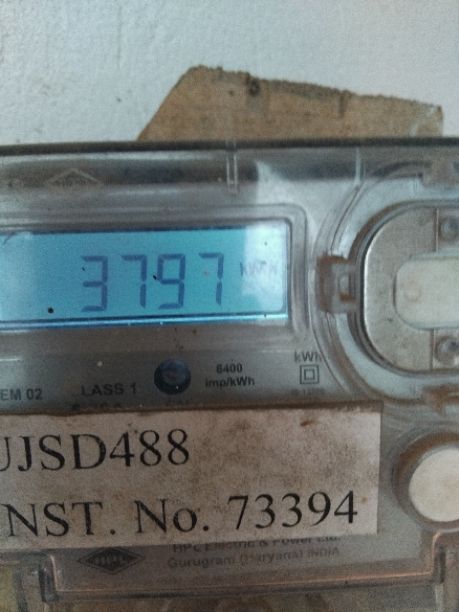 3797 kWh
6400
imp/kWh
kWh
EM 02
LASS 1
UJSD488
NST. No. 73394
HPL
HPL Electric & Power Ltd.
Gurugram (Haryana) INDIA